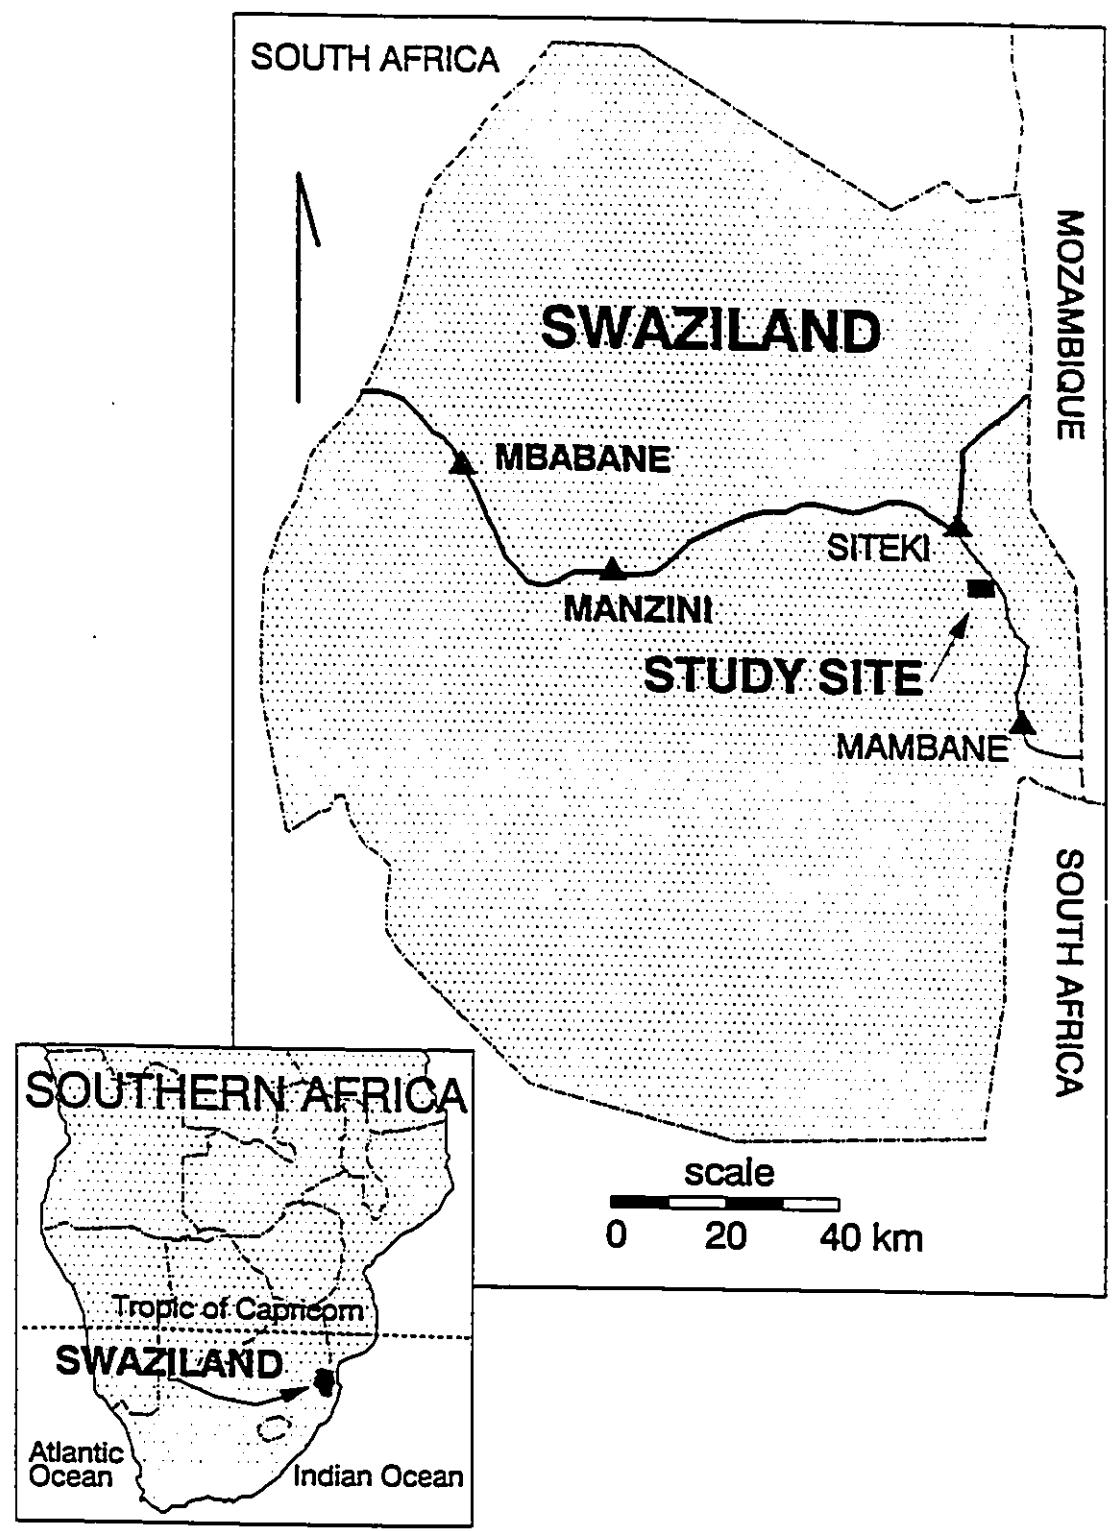 SOUTH AFRICA
MOZAMBIQUE
SWAZILAND
MBABANE
SITEKI
MANZINI
STUDY SITE
MAMBANE
SOUTH AFRICA
scale
0 20 40 km
SOUTHERN AFRICA
Tropic of Capricorn
SWAZILAND
Atlantic
Ocean
Indian Ocean